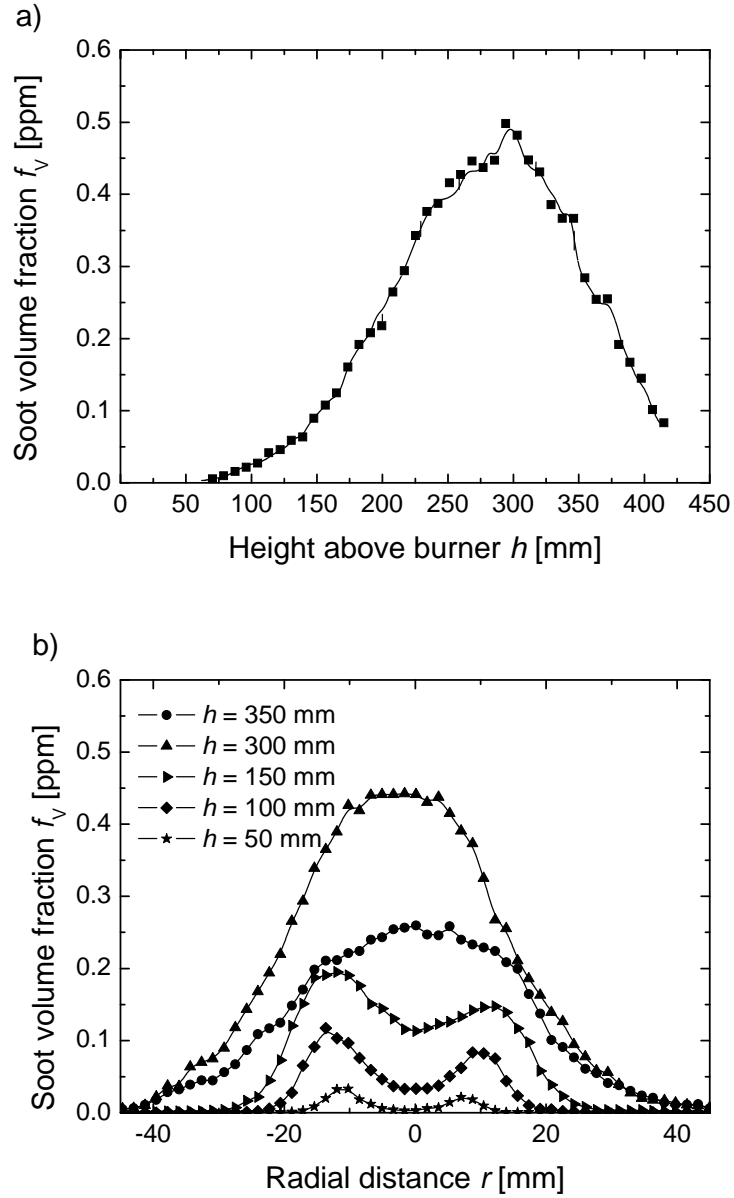 a)
0.6
0.5
0.4
0.3
0.2
0.1
0.0
Soot volume fraction fV [ppm]
0 50 100 150 200 250 300 350 400 450
Height above burner h [mm]
b)
0.6
0.5
0.4
0.3
0.2
0.1
0.0
Soot volume fraction fV [ppm]
h = 350 mm
h = 300 mm
h = 150 mm
h = 100 mm
h = 50 mm
-40 -20 0 20 40
Radial distance r [mm]